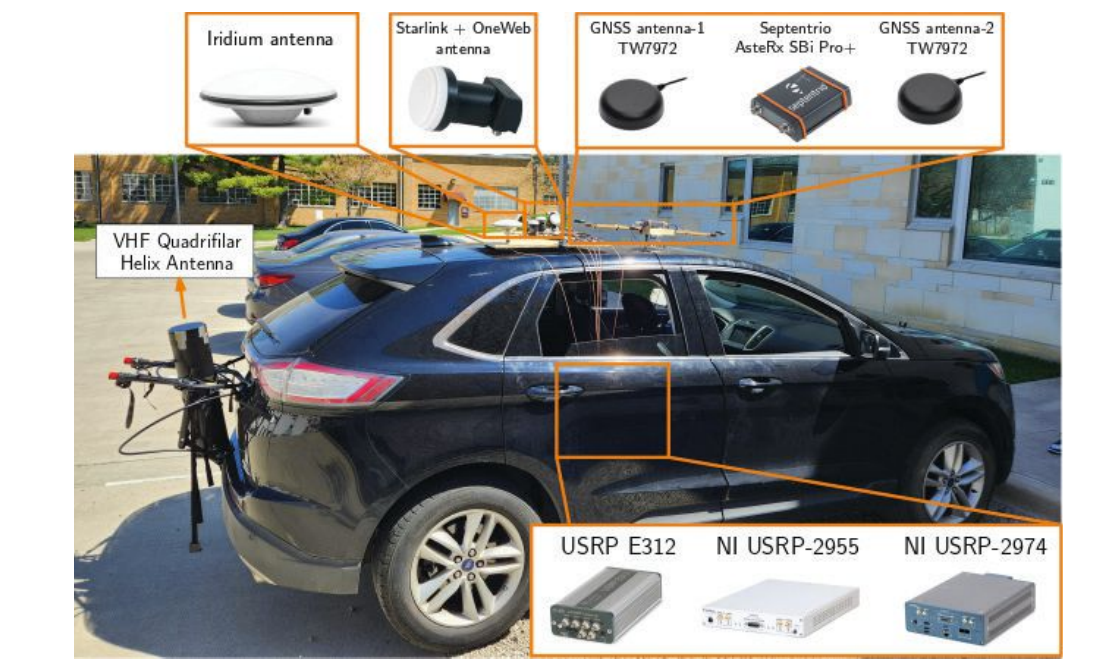 Iridium antenna
Starlink + OneWeb
antenna
GNSS antenna-1
TW7972
Septentrio
AsteRx SBi Pro+
GNSS antenna-2
TW7972
septentrio
VHF Quadrifilar
Helix Antenna
USRP E312
NI USRP-2955
NI USRP-2974